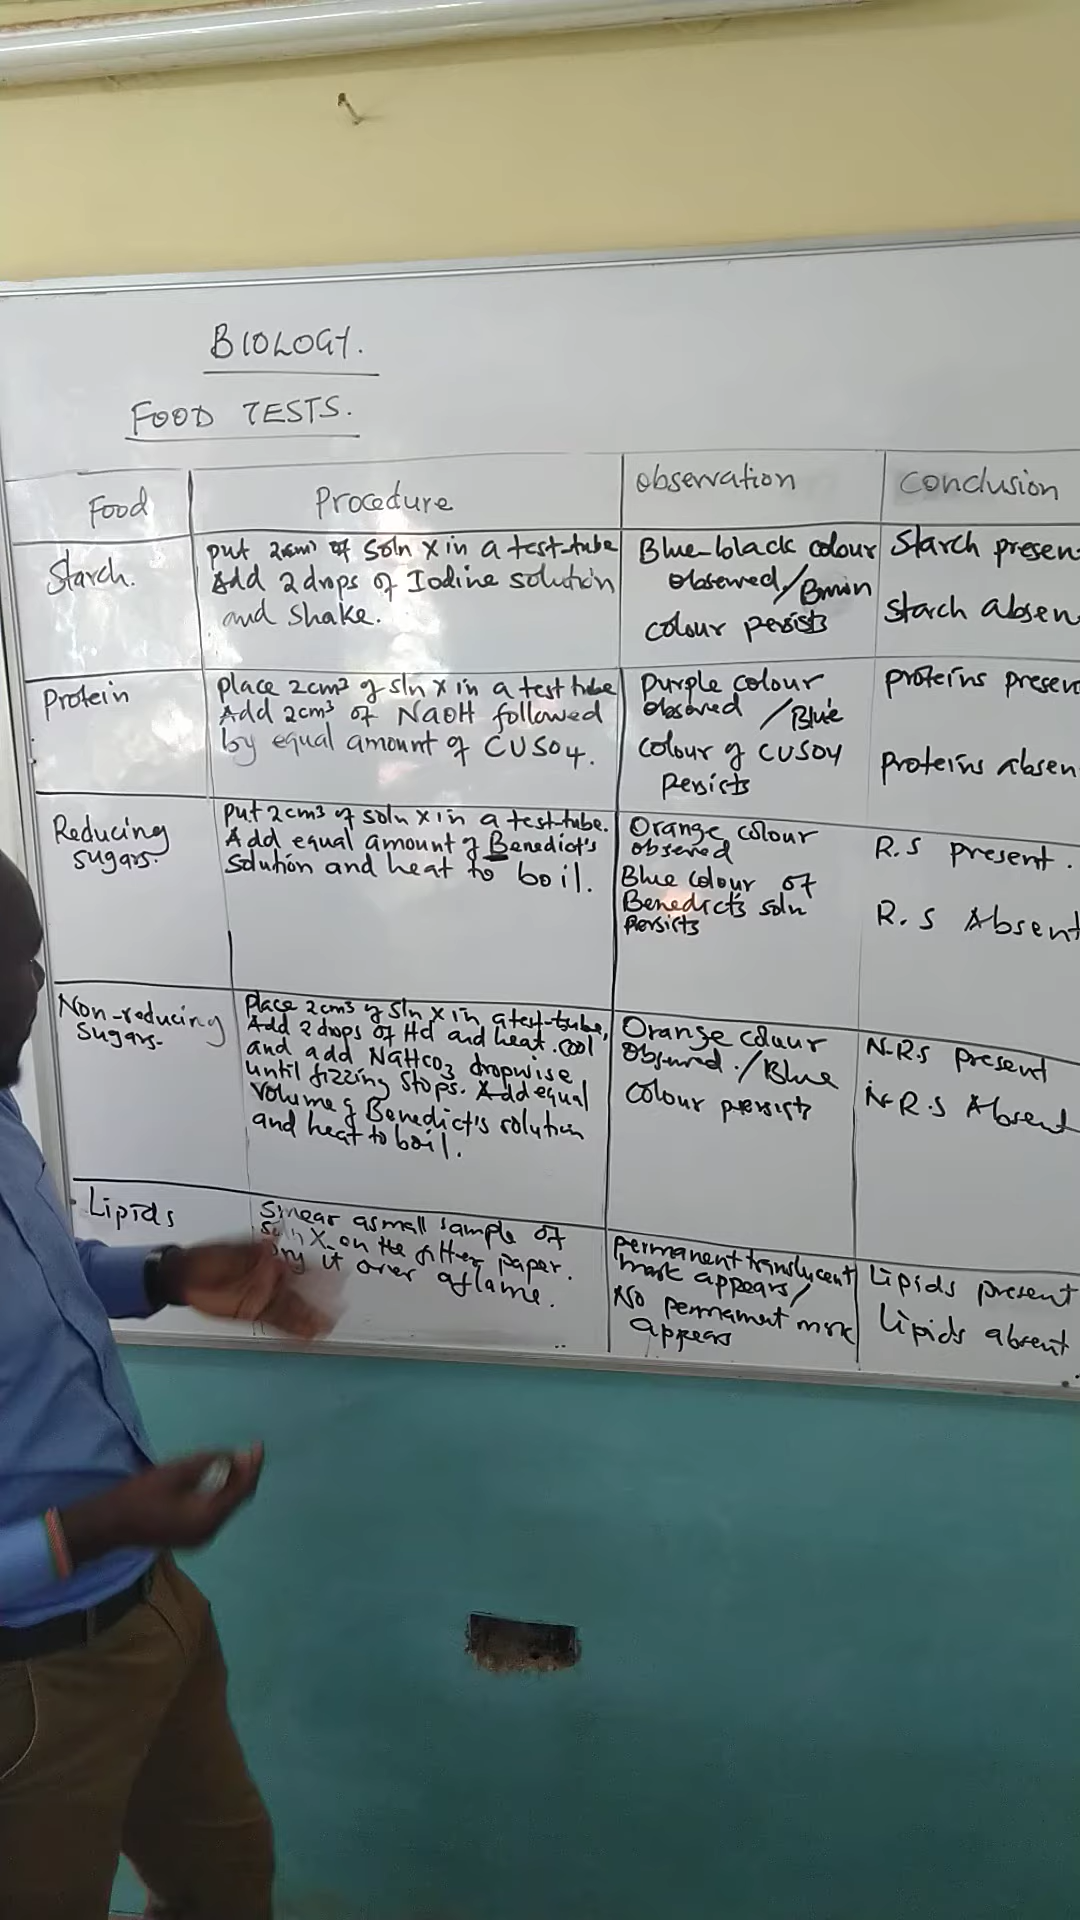 BIOLOGY.
FOOD TESTS.
Food
Procedure
observation
conclusion
Starch.
put 2cm³ of soln X in a test-tube
Add 2 drops of Iodine solution
and shake.
Blue-black colour
observed/Brown
colour persists
Starch presen
starch absen
Protein
place 2cm³ of sln X in a test tube
Add 2cm³ of NaOH followed
by equal amount of CUSO4.
purple colour
observed /Blue
colour of CUSO4
persists
proteins presen
proteins absen
Reducing
sugars.
put 2cm3 of soln X in a test-tube.
Add equal amount of Benedict's
solution and heat to boil.
Orange colour
observed
Blue colour of
Benedict's soln
persists
R.S present.
R.S Absent
Non-reducing
sugars.
place 2cm3 of sln X in a test-tube,
Add 2 drops of HCl and heat. cool
and add NaHCO3 dropwise
until fizzing stops. Add equal
volume of Benedict's solution
and heat to boil.
Orange colour
observed./Blue
colour persists
N.R.S present
N.R.S Absent
Lipids
Smear a small sample of
soln X on the filter paper.
it over a flame.
permanent translucent
mark appears/
No permanent mark
appears
Lipids present
Lipids absent